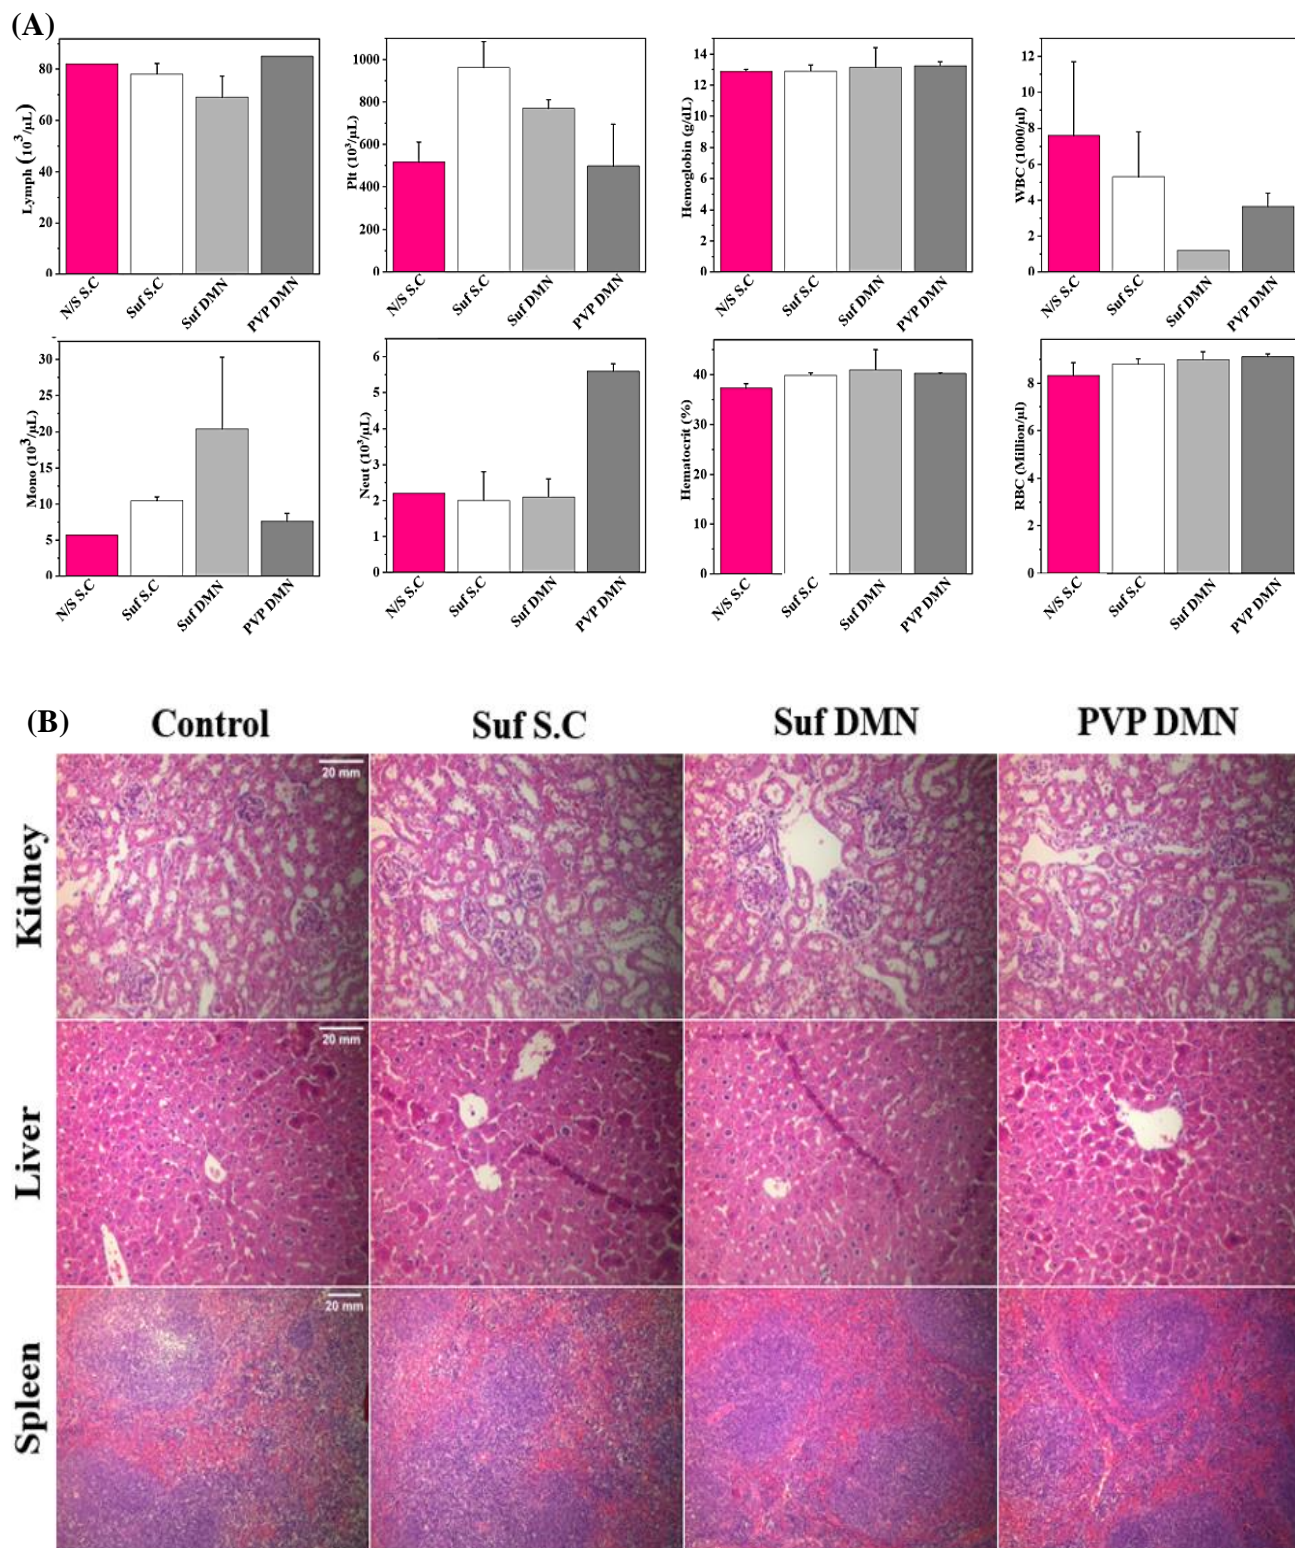 (A)
Lymph (10³/µL)
80
60
40
20
0
N/S S.C
Suf S.C
Suf DMN
PVP DMN
Plt (10³/µL)
1000
800
600
400
200
0
N/S S.C
Suf S.C
Suf DMN
PVP DMN
Hemoglobin (g/dL)
14
12
10
8
6
4
2
0
N/S S.C
Suf S.C
Suf DMN
PVP DMN
WBC (1000/µl)
12
10
8
6
4
2
0
N/S S.C
Suf S.C
Suf DMN
PVP DMN
Mono (10³/µL)
30
25
20
15
10
5
0
N/S S.C
Suf S.C
Suf DMN
PVP DMN
Neut (10³/µL)
6
5
4
3
2
1
0
N/S S.C
Suf S.C
Suf DMN
PVP DMN
Hematocrit (%)
40
30
20
10
0
N/S S.C
Suf S.C
Suf DMN
PVP DMN
RBC (Million/µl)
8
6
4
2
0
N/S S.C
Suf S.C
Suf DMN
PVP DMN
(B)
Control
Suf S.C
Suf DMN
PVP DMN
Kidney
20 mm
Liver
20 mm
Spleen
20 mm